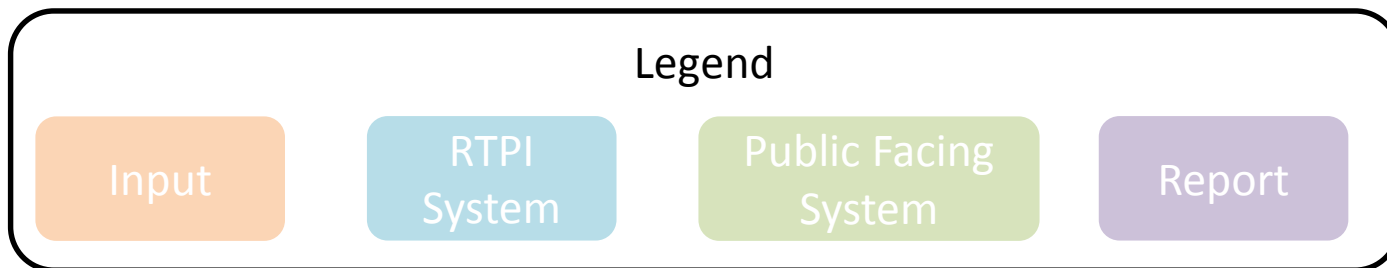 Legend
Input
RTPI
System
Public Facing
System
Report